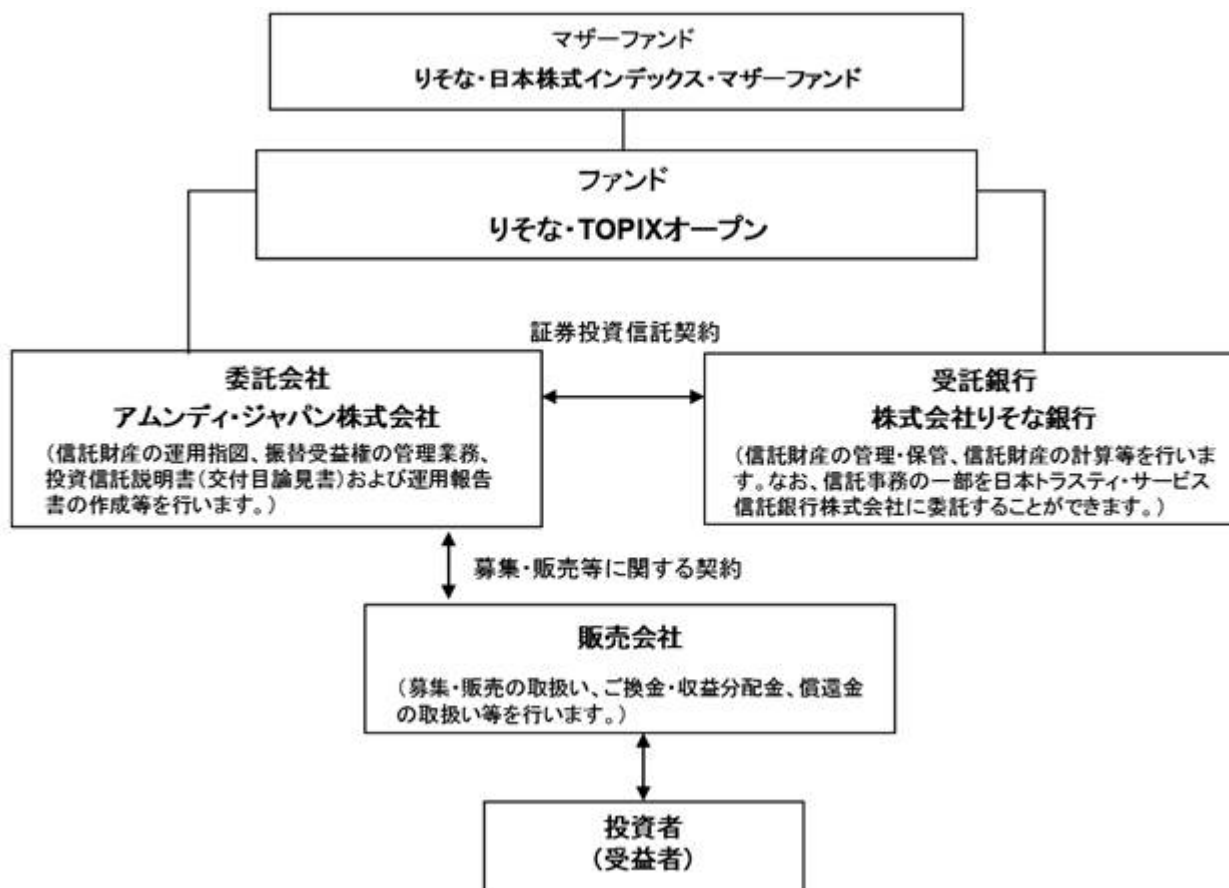 マザーファンド
りそな・日本株式インデックス・マザーファンド
ファンド
りそな・TOPIXオープン
証券投資信託契約
委託会社
アムンディ・ジャパン株式会社
（信託財産の運用指図、振替受益権の管理業務、
投資信託説明書（交付目論見書）および運用報告
書の作成等を行います。）
受託銀行
株式会社りそな銀行
（信託財産の管理・保管、信託財産の計算等を行いま
す。なお、信託事務の一部を日本トラスティ・サービス
信託銀行株式会社に委託することができます。）
募集・販売等に関する契約
販売会社
（募集・販売の取扱い、ご換金・収益分配金、償還金
の取扱い等を行います。）
投資者
（受益者）